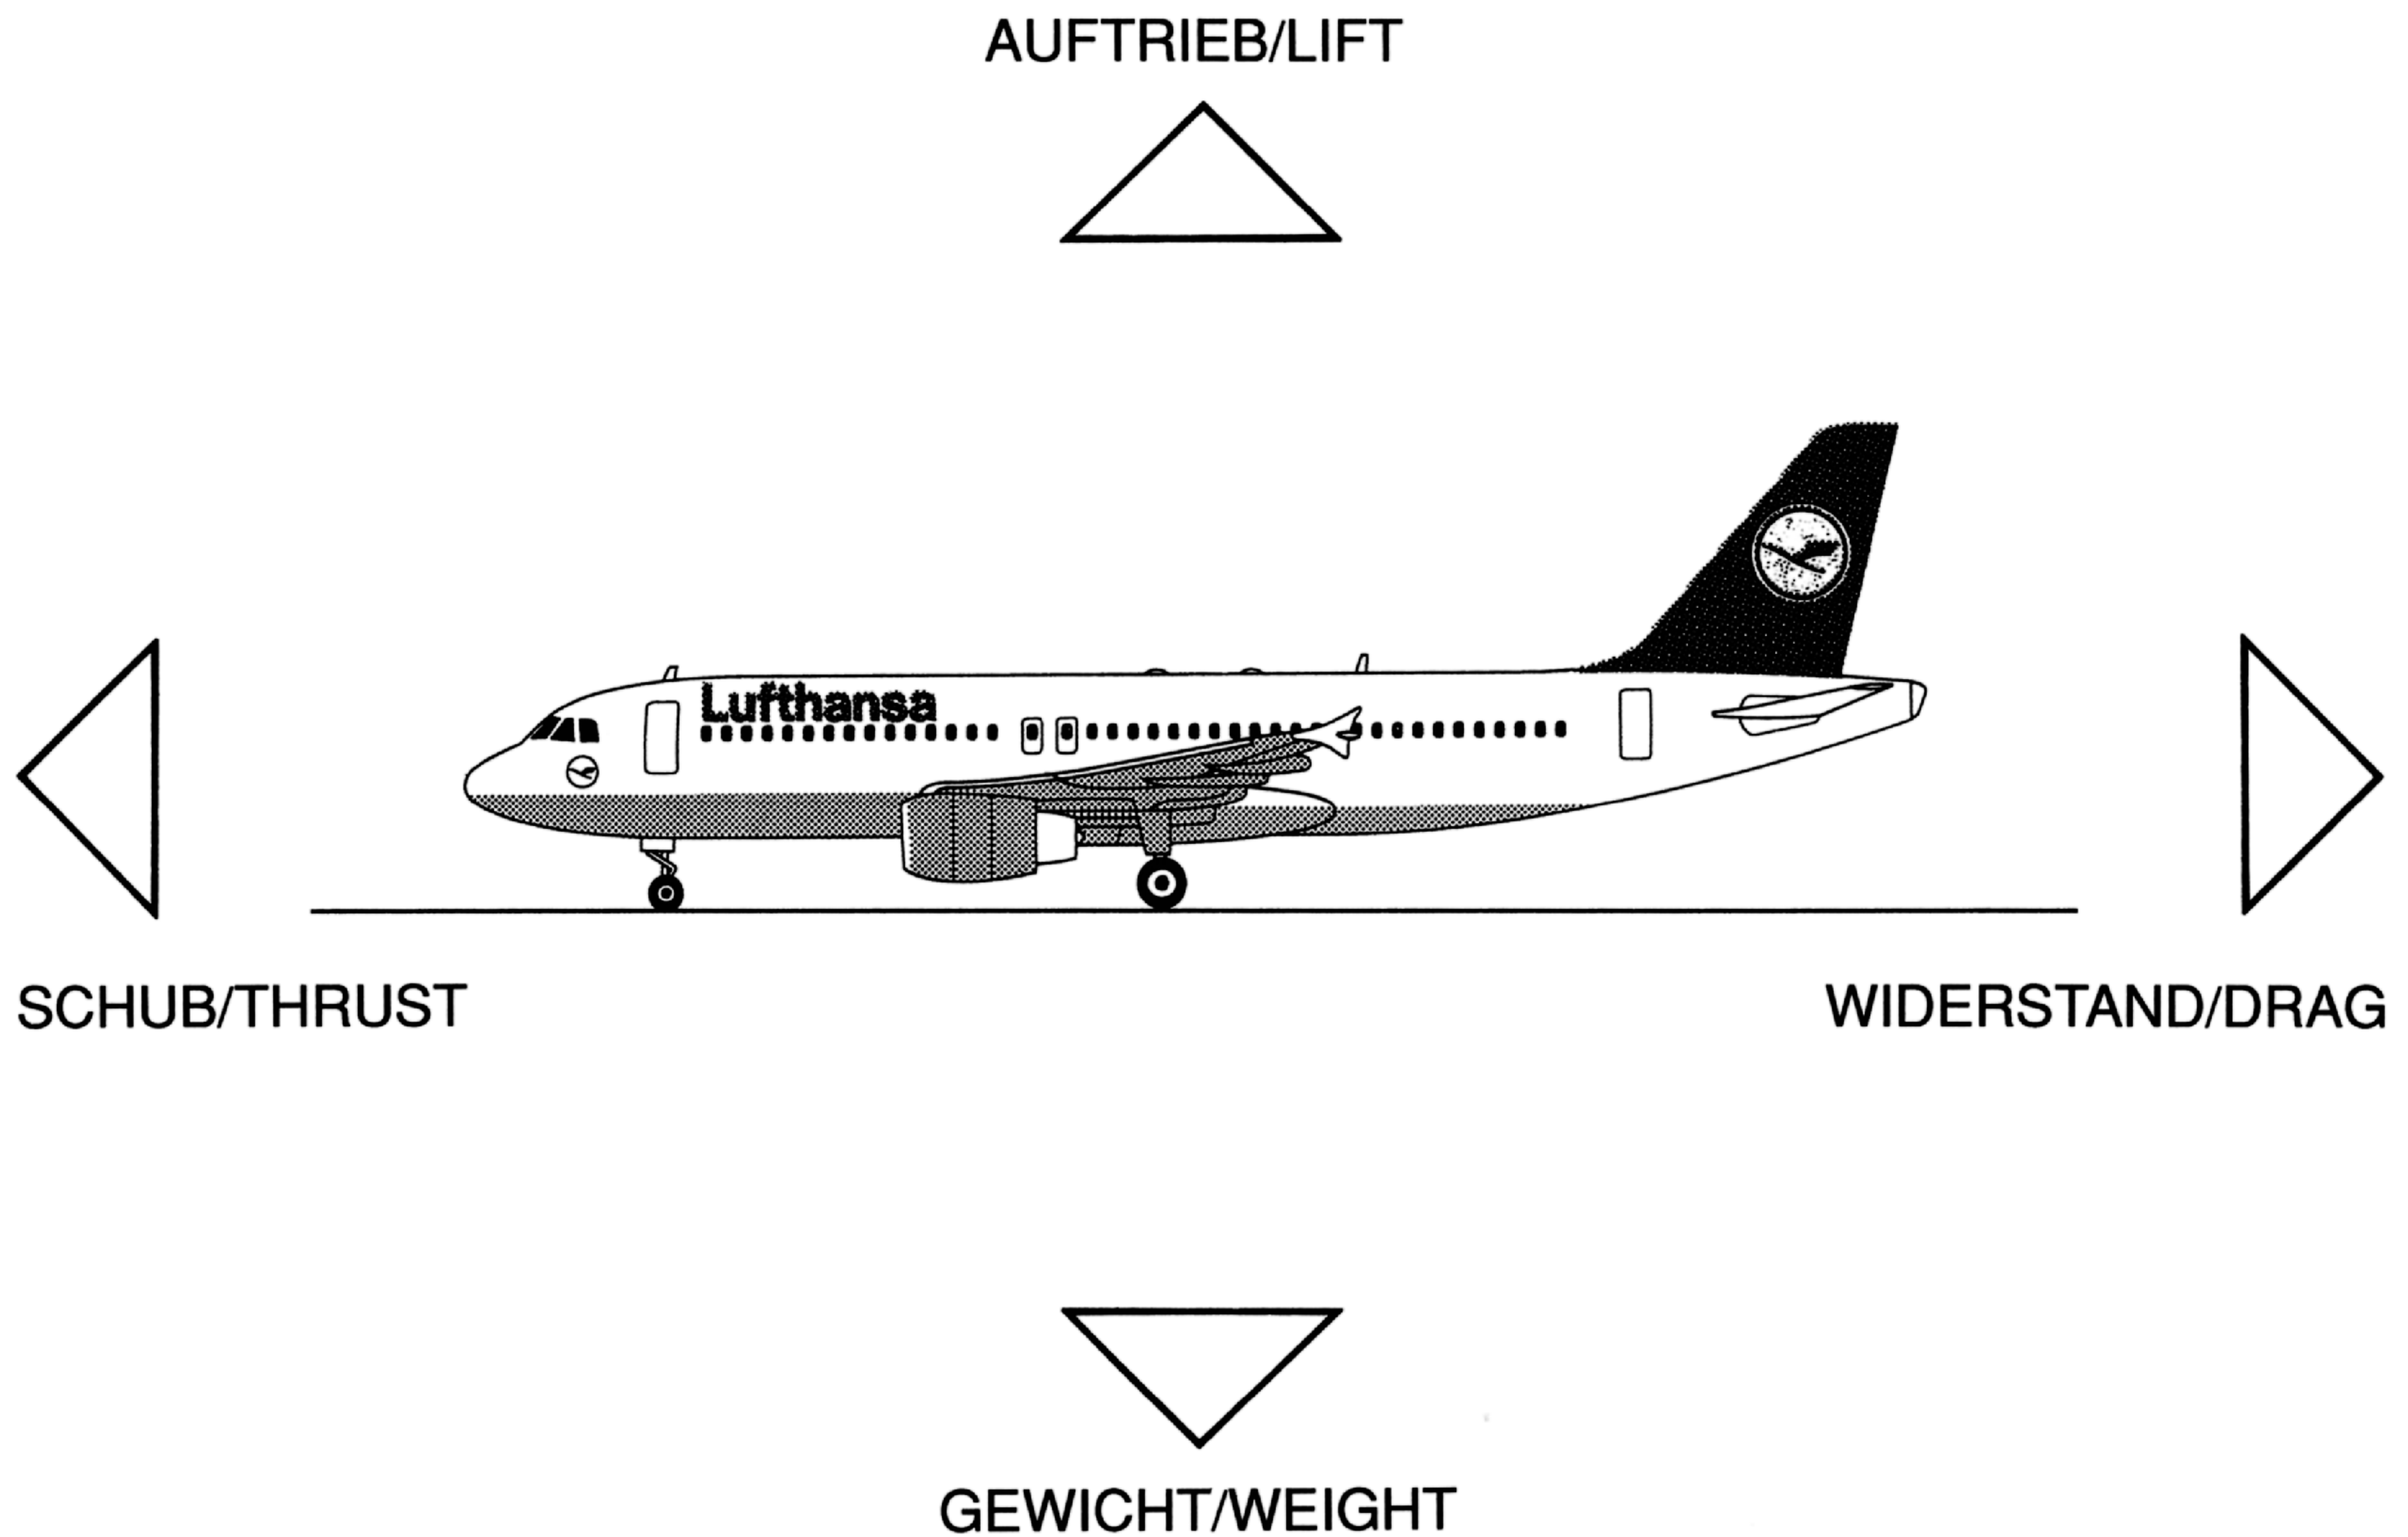 AUFTRIEB/LIFT
Lufthansa
SCHUB/THRUST
WIDERSTAND/DRAG
GEWICHT/WEIGHT